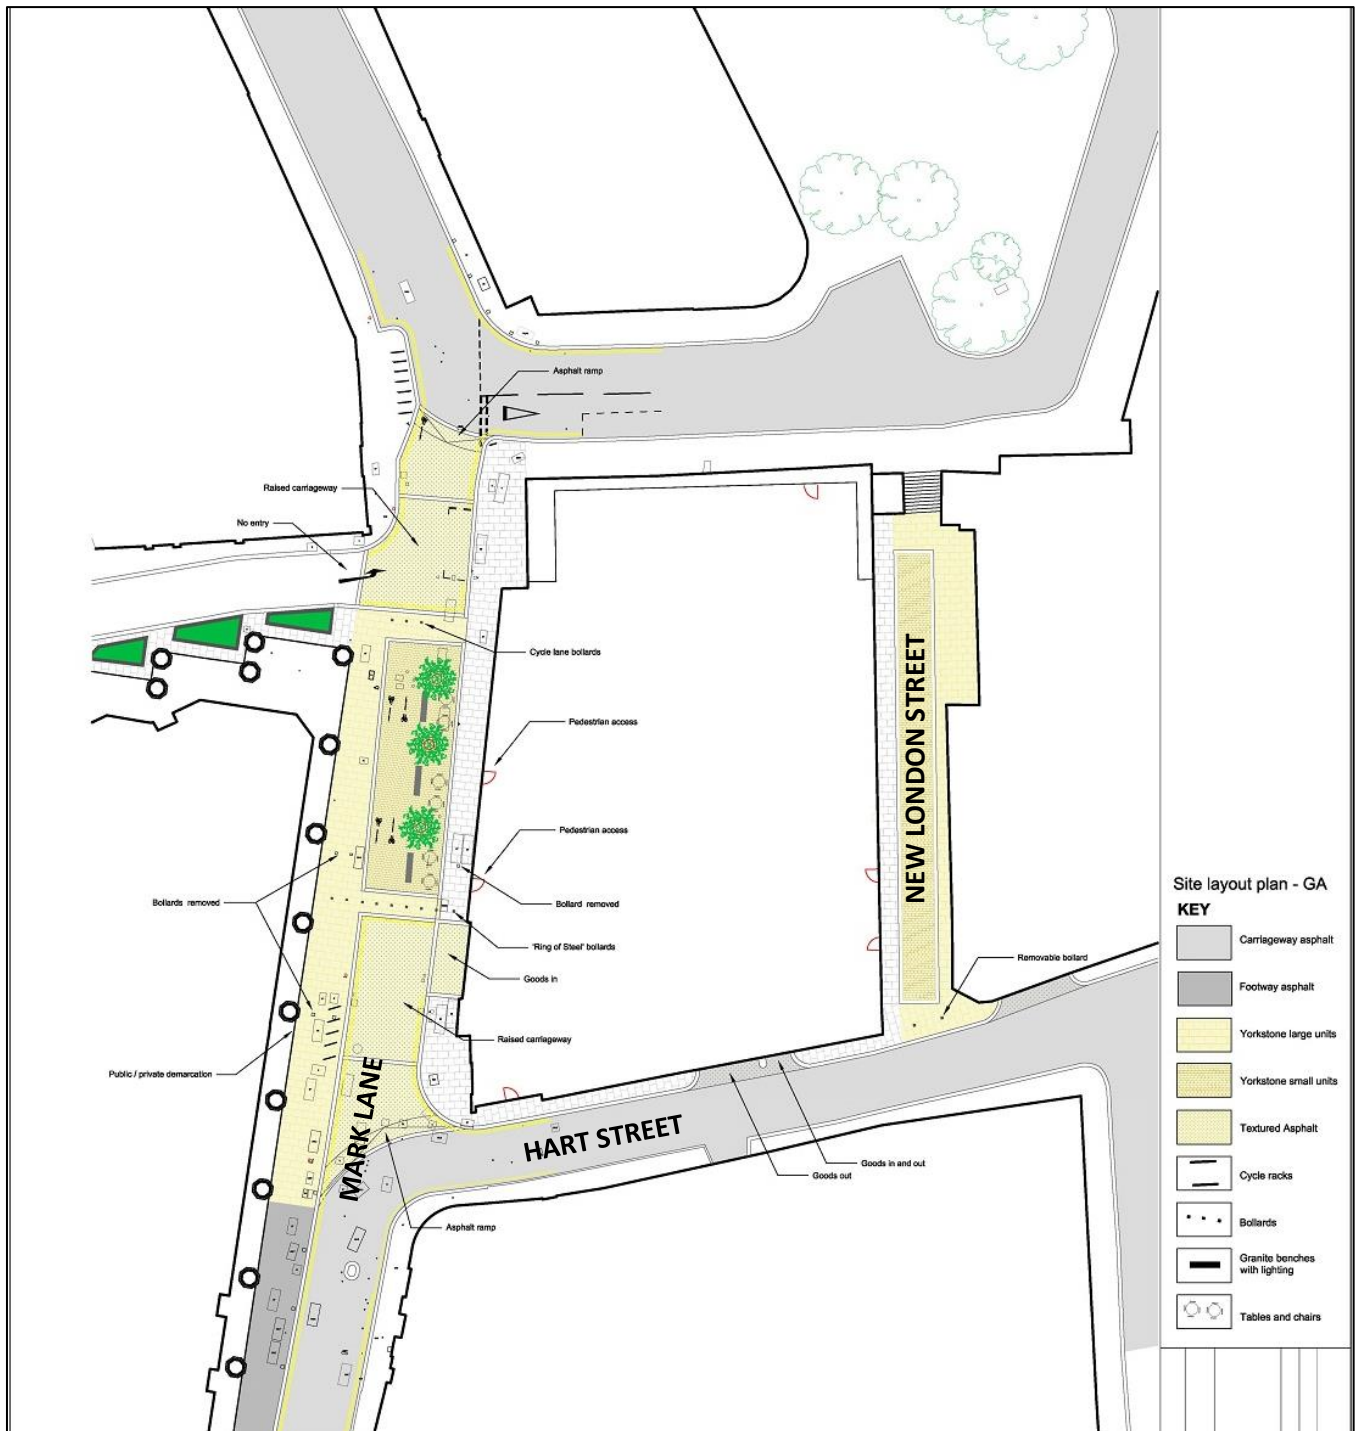 Asphalt ramp
Raised carriageway
No entry
Cycle lane bollards
Pedestrian access
Pedestrian access
Bollards removed
Bollard removed
'Ring of Steel' bollards
Goods in
Raised carriageway
Public / private demarcation
MARK LANE
HART STREET
NEW LONDON STREET
Removable bollard
Goods in and out
Goods out
Asphalt ramp
Site layout plan - GA
KEY
Carriageway asphalt
Footway asphalt
Yorkstone large units
Yorkstone small units
Textured Asphalt
Cycle racks
Bollards
Granite benches
with lighting
Tables and chairs